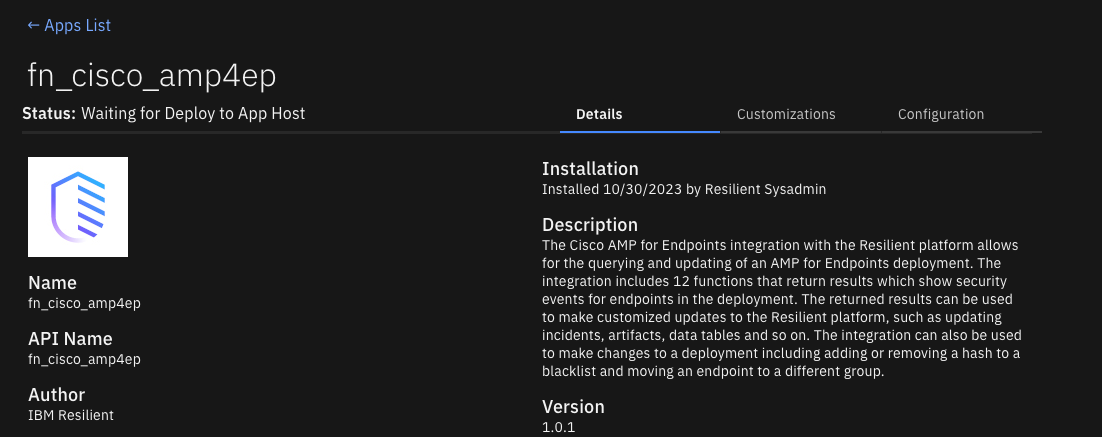 ← Apps List
fn_cisco_amp4ep
Status: Waiting for Deploy to App Host
Details
Customizations
Configuration
Name
fn_cisco_amp4ep
API Name
fn_cisco_amp4ep
Author
IBM Resilient
Installation
Installed 10/30/2023 by Resilient Sysadmin
Description
The Cisco AMP for Endpoints integration with the Resilient platform allows
for the querying and updating of an AMP for Endpoints deployment. The
integration includes 12 functions that return results which show security
events for endpoints in the deployment. The returned results can be used
to make customized updates to the Resilient platform, such as updating
incidents, artifacts, data tables and so on. The integration can also be used
to make changes to a deployment including adding or removing a hash to a
blacklist and moving an endpoint to a different group.
Version
1.0.1